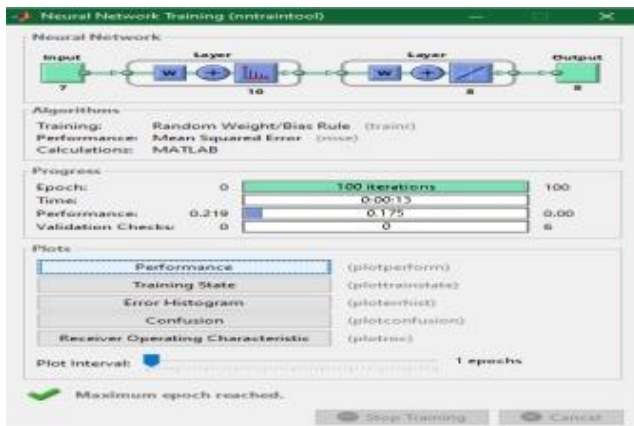 Neural Network Training (nntraintool)
Neural Network
Input
Layer
Layer
Output
W
+
W
+
7
10
8
8
Algorithms
Training: Random Weight/Bias Rule (trainr)
Performance: Mean Squared Error (mse)
Calculations: MATLAB
Progress
Epoch: 0 100 iterations 100
Time: 0:00:13
Performance: 0.219 0.175 0.00
Validation Checks: 0 0 6
Plots
Performance (plotperform)
Training State (plottrainstate)
Error Histogram (ploterrhist)
Confusion (plotconfusion)
Receiver Operating Characteristic (plotroc)
Plot Interval: 1 epochs
Maximum epoch reached.
Stop Training Cancel